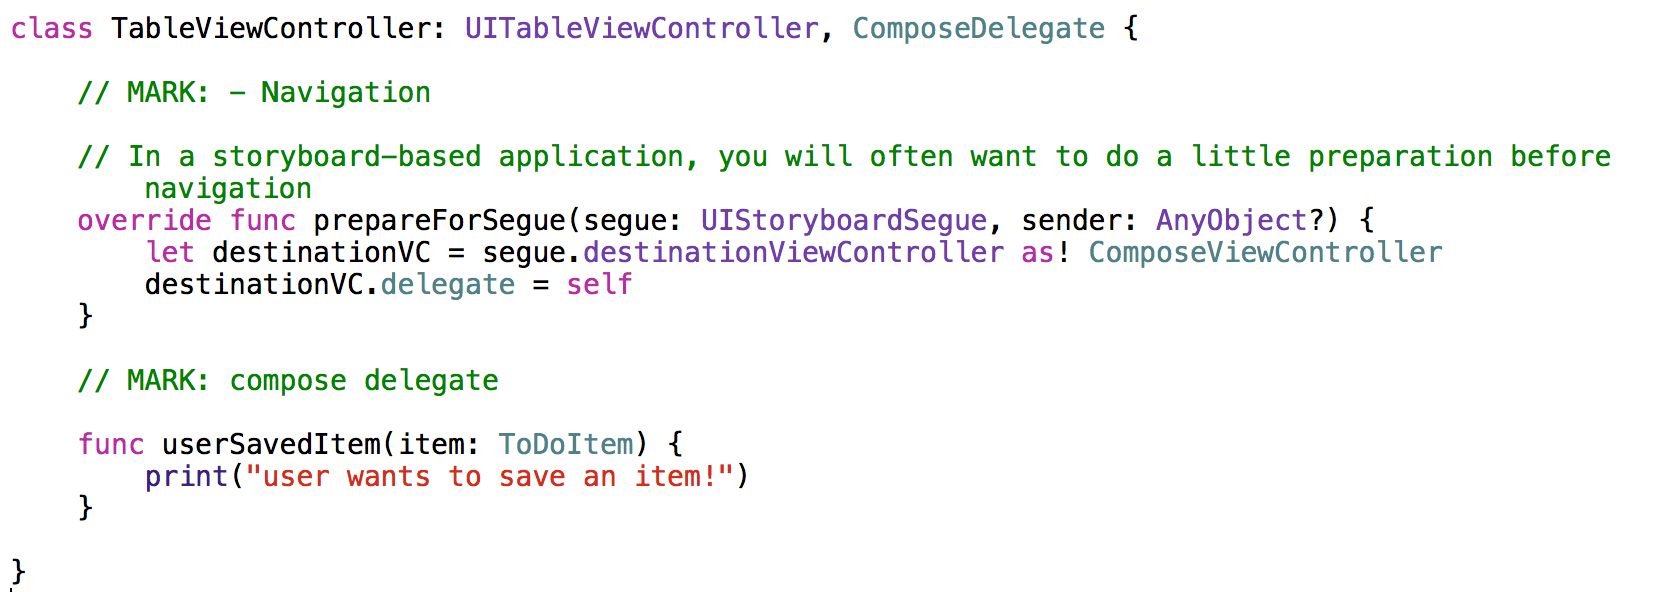 class TableViewController: UITableViewController, ComposeDelegate {
// MARK: - Navigation
// In a storyboard-based application, you will often want to do a little preparation before
navigation
override func prepareForSegue(segue: UIStoryboardSegue, sender: AnyObject?) {
let destinationVC = segue.destinationViewController as! ComposeViewController
destinationVC.delegate = self
}
// MARK: compose delegate
func userSavedItem(item: ToDoItem) {
print("user wants to save an item!")
}
}